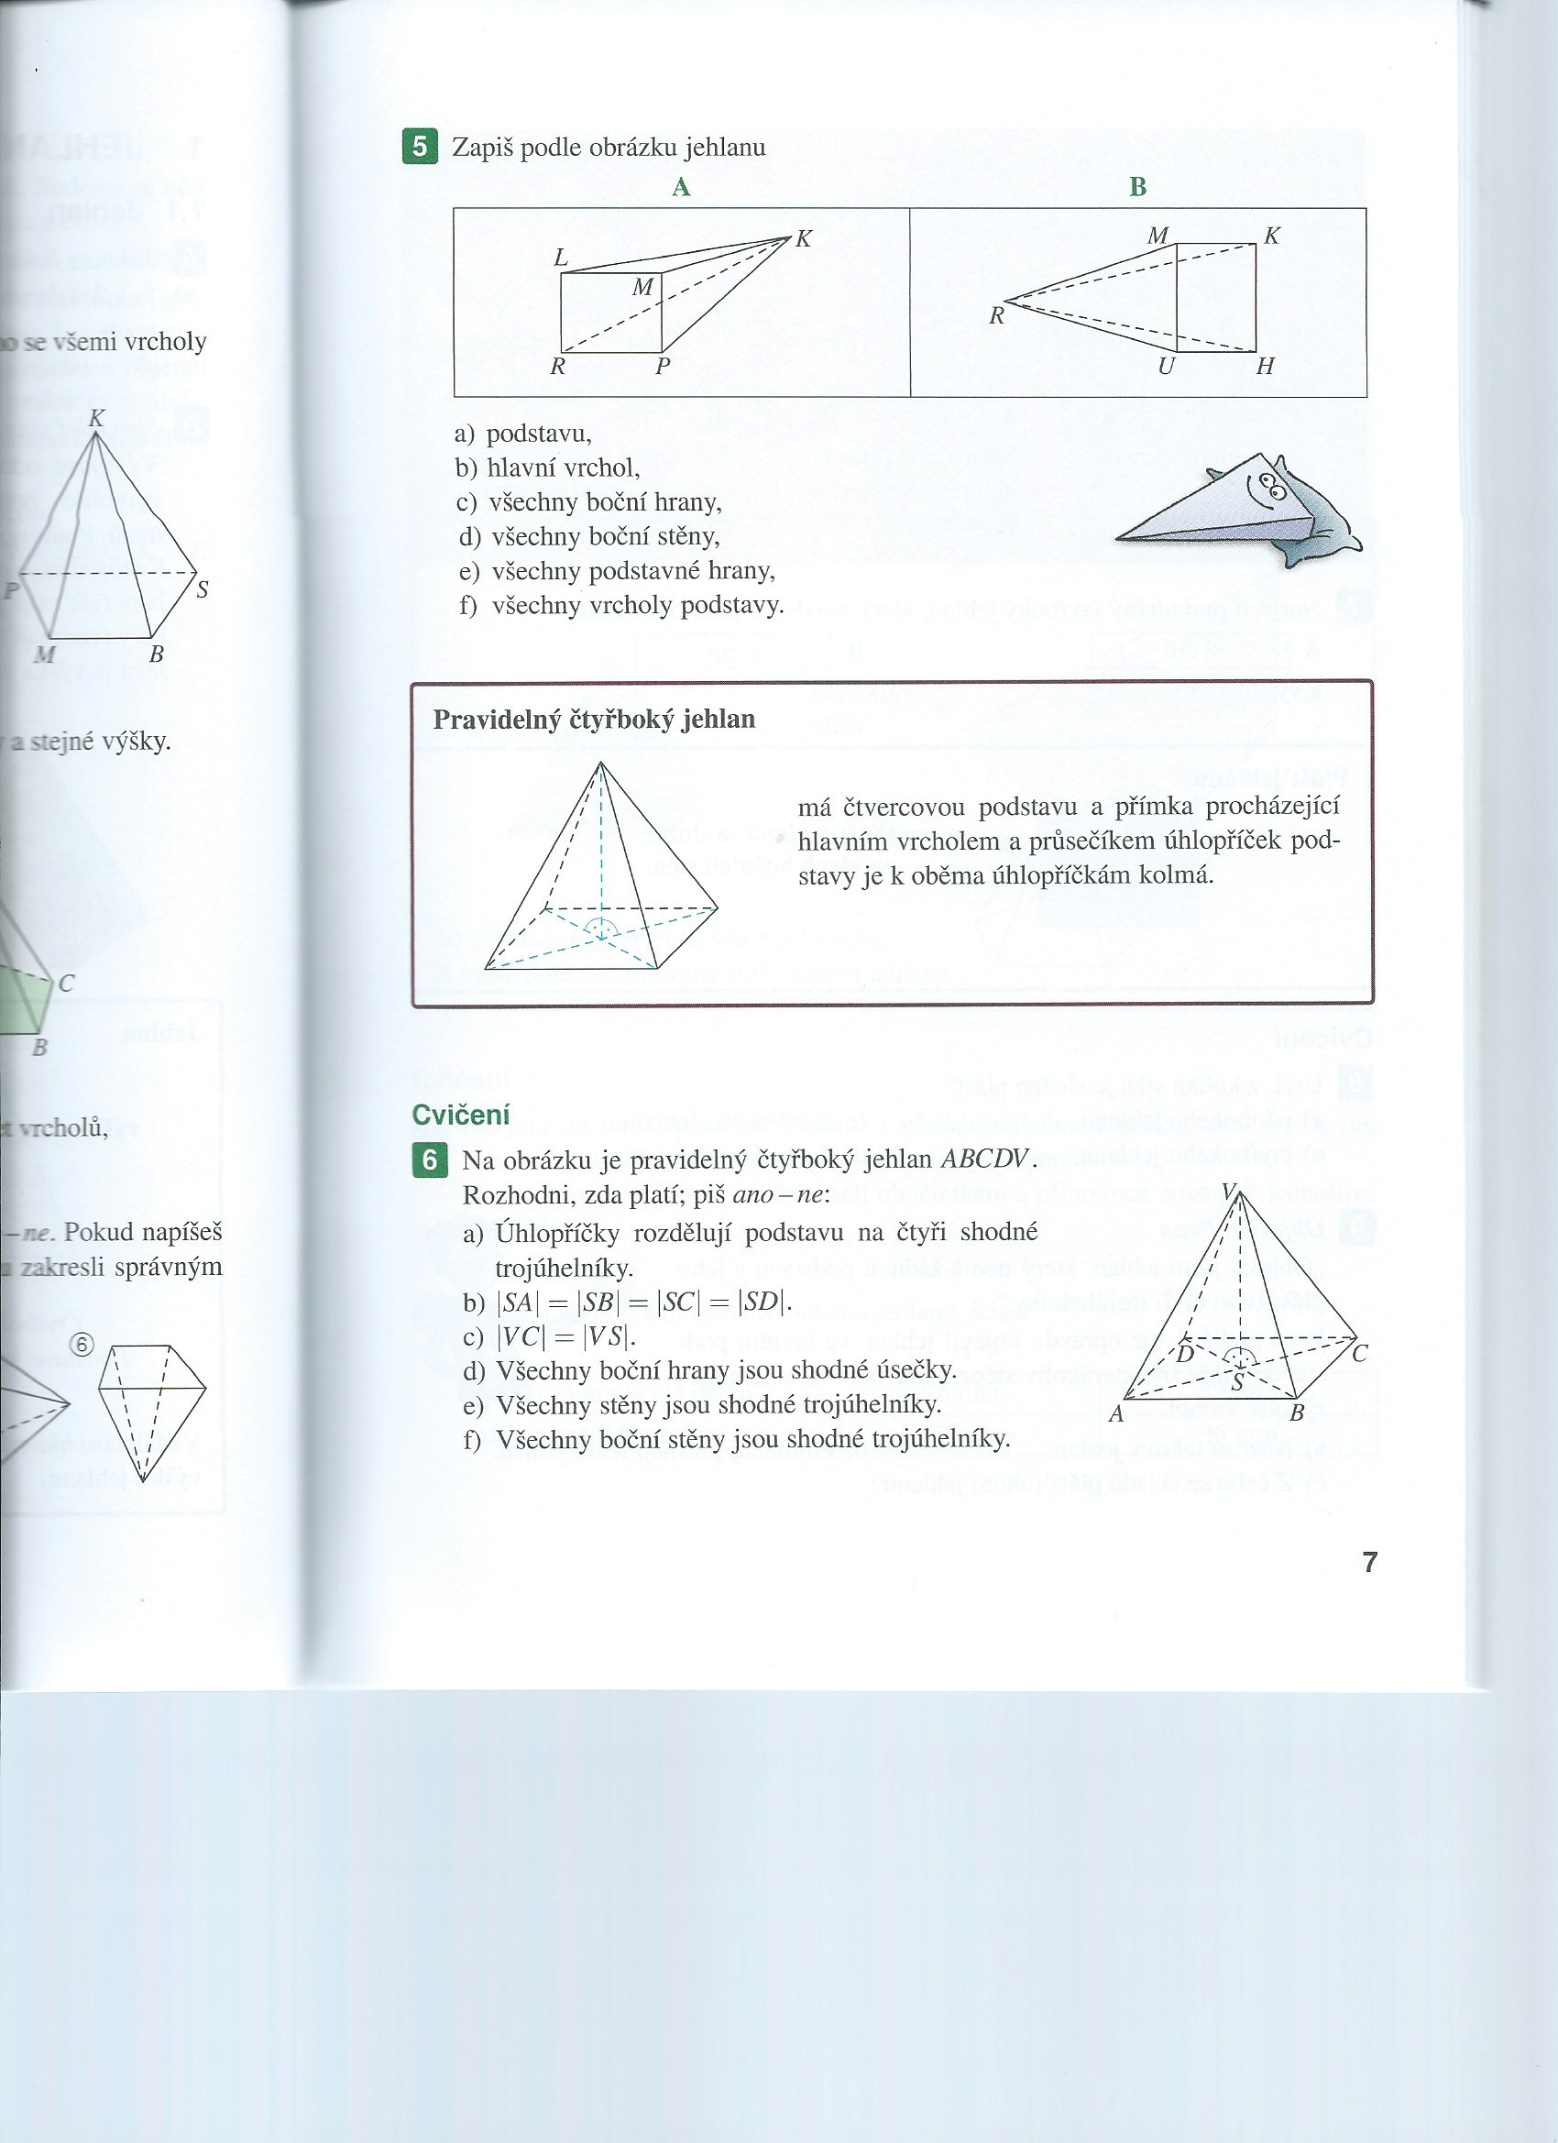 se všemi vrcholy
K
P
S
M
B
a stejné výšky.
C
B
vrcholů,
–ne. Pokud napíšeš
zakresli správným
⑥
5 Zapiš podle obrázku jehlanu
A
B
L
K
M
R
P
M
K
R
U
H
a) podstavu,
b) hlavní vrchol,
c) všechny boční hrany,
d) všechny boční stěny,
e) všechny podstavné hrany,
f) všechny vrcholy podstavy.
Pravidelný čtyřboký jehlan
má čtvercovou podstavu a přímka procházející
hlavním vrcholem a průsečíkem úhlopříček pod-
stavy je k oběma úhlopříčkám kolmá.
Cvičení
6 Na obrázku je pravidelný čtyřboký jehlan ABCDV.
Rozhodni, zda platí; piš ano – ne:
a) Úhlopříčky rozdělují podstavu na čtyři shodné
trojúhelníky.
b) |SA| = |SB| = |SC| = |SD|.
c) |VC| = |VS|.
d) Všechny boční hrany jsou shodné úsečky.
e) Všechny stěny jsou shodné trojúhelníky.
f) Všechny boční stěny jsou shodné trojúhelníky.
V
D
C
S
A
B
7